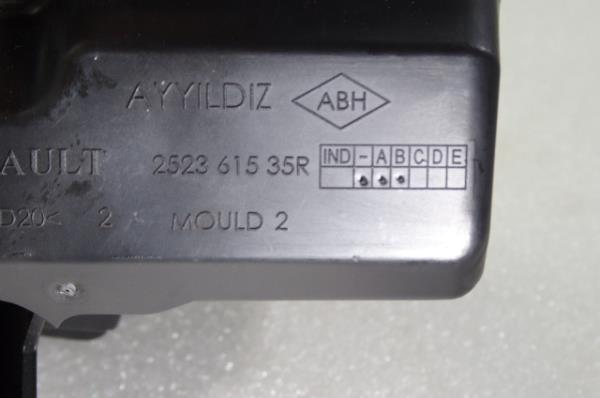 AYYILDIZ ABH
AULT 2523 615 35R IND - A B C D E
D20< 2 MOULD 2